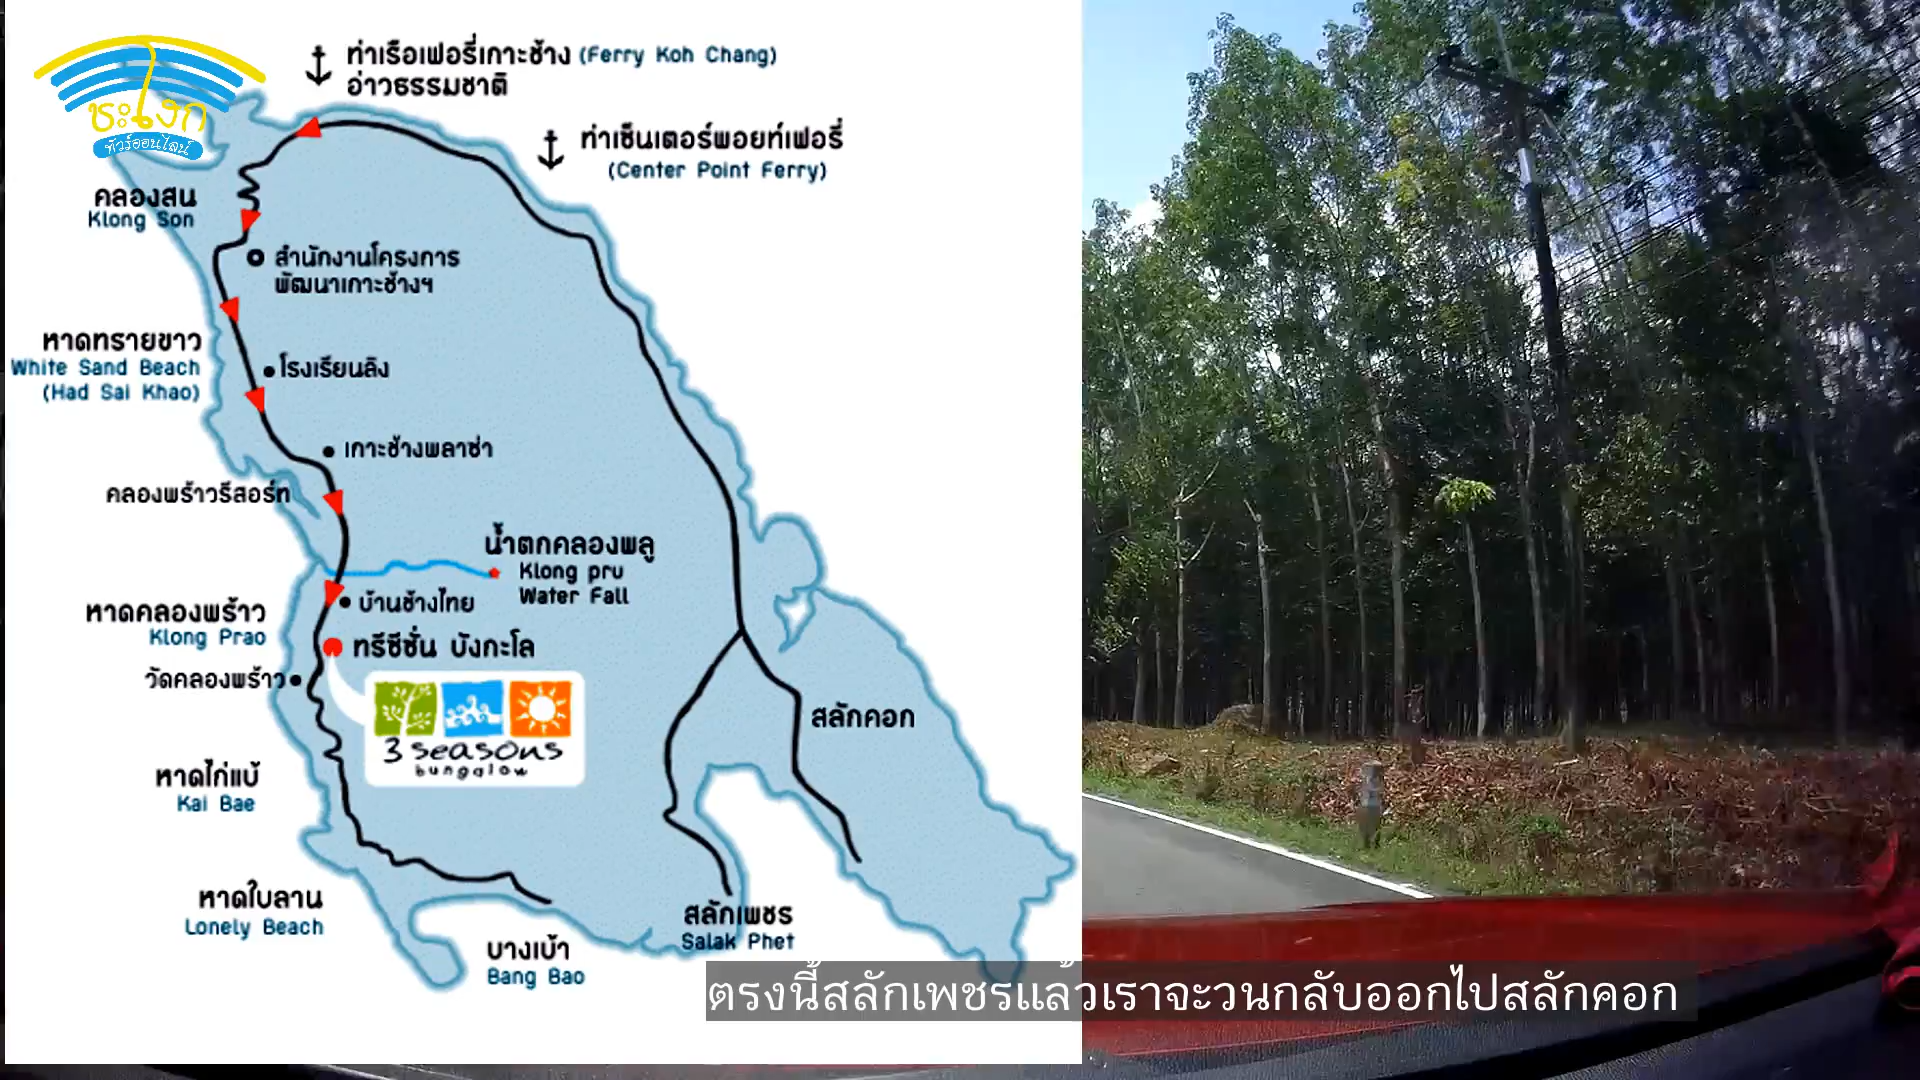 ชะโงก
ทัวร์ออนไลน์
ท่าเรือเฟอรี่เกาะช้าง (Ferry Koh Chang)
อ่าวธรรมชาติ
ท่าเซ็นเตอร์พอยท์เฟอรี่
(Center Point Ferry)
คลองสน
Klong Son
สำนักงานโครงการ
พัฒนาเกาะช้างฯ
หาดทรายขาว
White Sand Beach
(Had Sai Khao)
โรงเรียนลิง
เกาะช้างพลาซ่า
คลองพร้าวรีสอร์ท
น้ำตกคลองพลู
Klong pru
Water Fall
หาดคลองพร้าว
Klong Prao
บ้านช้างไทย
ทรีซีซั่น บังกะโล
วัดคลองพร้าว
3 seasons
bungalow
สลักคอก
หาดไก่แบ้
Kai Bae
หาดใบลาน
Lonely Beach
สลักเพชร
Salak Phet
บางเบ้า
Bang Bao
ตรงนี้สลักเพชรแล้วเราจะวนกลับออกไปสลักคอก